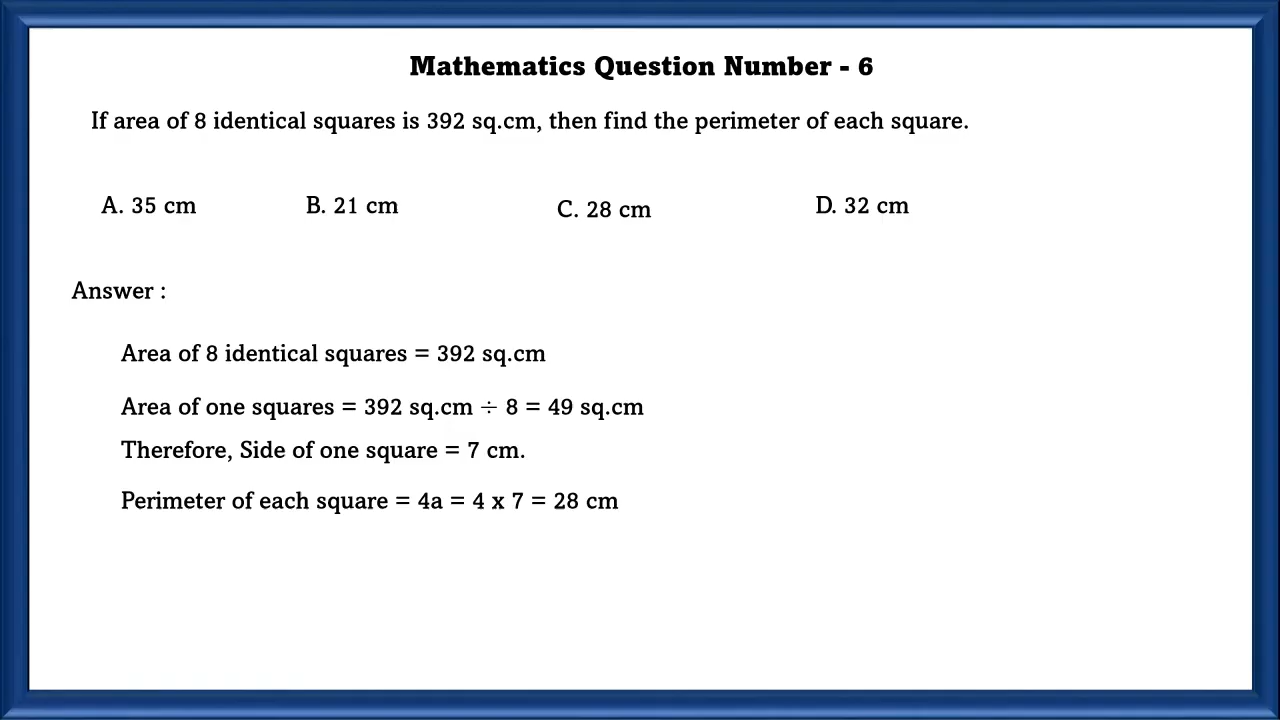 Mathematics Question Number - 6
If area of 8 identical squares is 392 sq.cm, then find the perimeter of each square.
A. 35 cm B. 21 cm C. 28 cm D. 32 cm
Answer :
Area of 8 identical squares = 392 sq.cm
Area of one squares = 392 sq.cm ÷ 8 = 49 sq.cm
Therefore, Side of one square = 7 cm.
Perimeter of each square = 4a = 4 x 7 = 28 cm